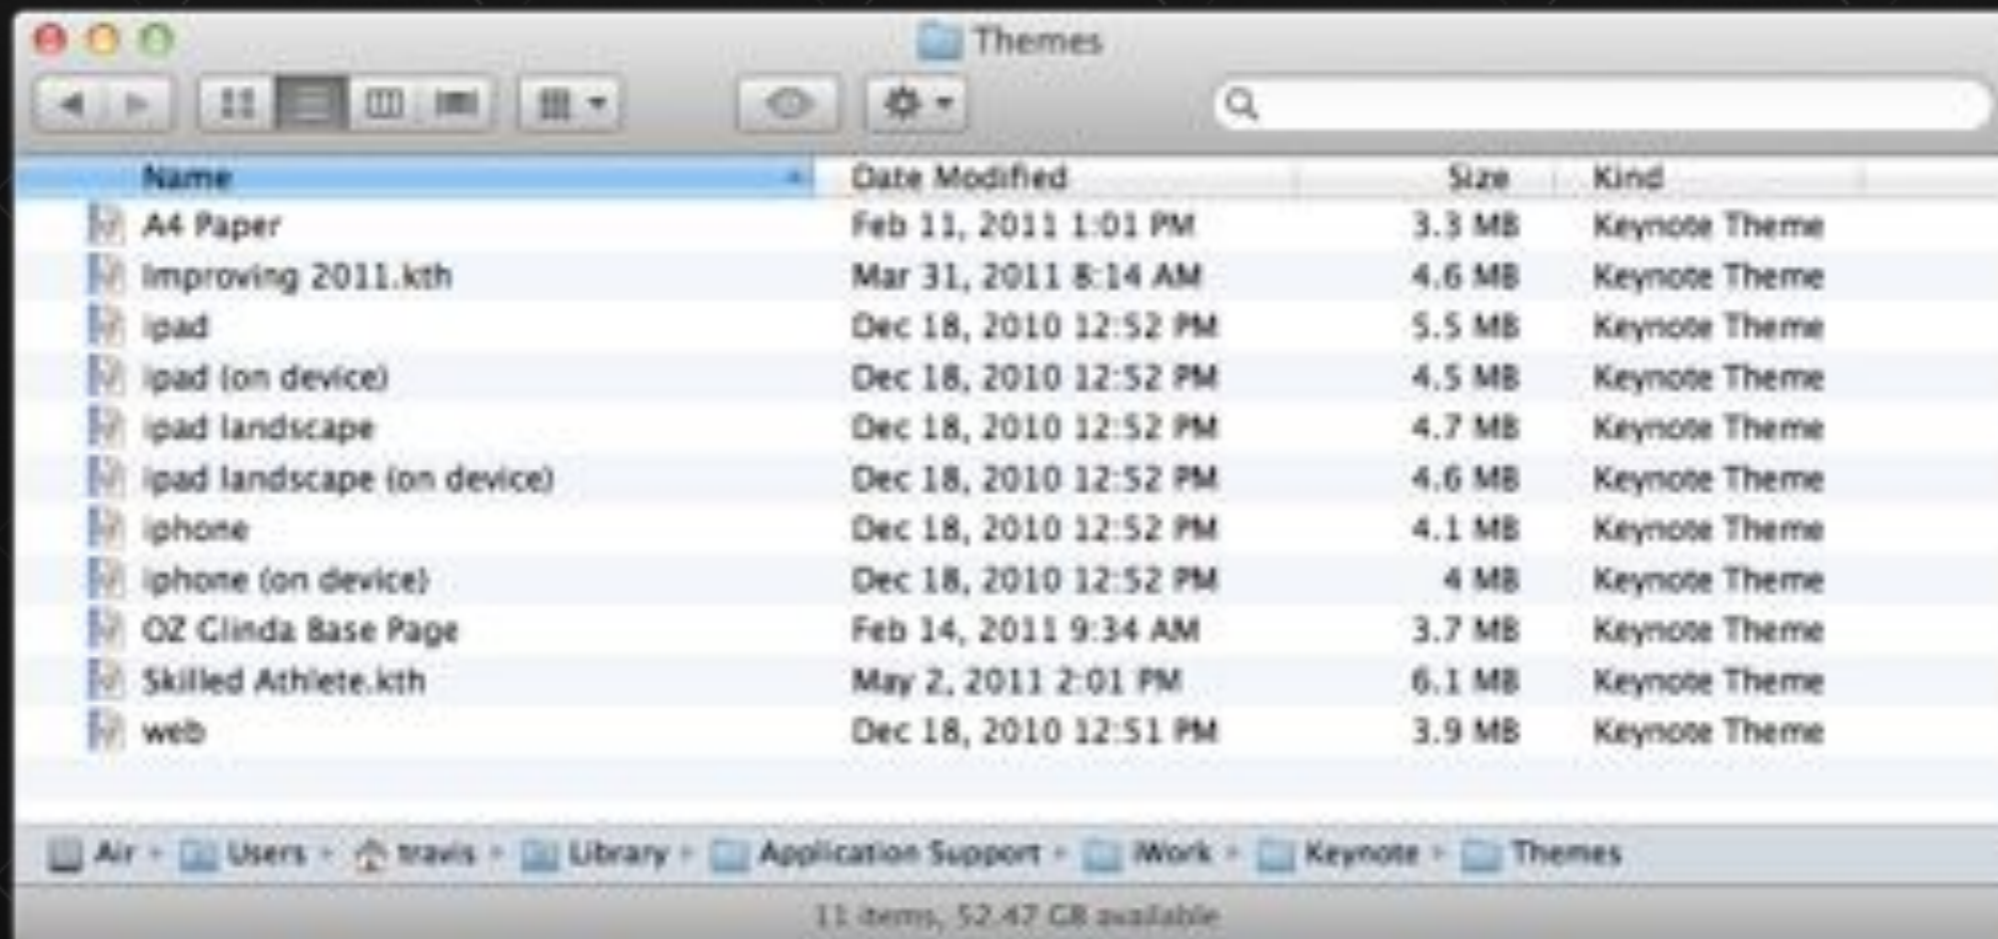 Themes
Name Date Modified Size Kind
A4 Paper Feb 11, 2011 1:01 PM 3.3 MB Keynote Theme
Improving 2011.kth Mar 31, 2011 8:14 AM 4.6 MB Keynote Theme
ipad Dec 18, 2010 12:52 PM 5.5 MB Keynote Theme
ipad (on device) Dec 18, 2010 12:52 PM 4.5 MB Keynote Theme
ipad landscape Dec 18, 2010 12:52 PM 4.7 MB Keynote Theme
ipad landscape (on device) Dec 18, 2010 12:52 PM 4.6 MB Keynote Theme
iphone Dec 18, 2010 12:52 PM 4.1 MB Keynote Theme
iphone (on device) Dec 18, 2010 12:52 PM 4 MB Keynote Theme
OZ Glinda Base Page Feb 14, 2011 9:34 AM 3.7 MB Keynote Theme
Skilled Athlete.kth May 2, 2011 2:01 PM 6.1 MB Keynote Theme
web Dec 18, 2010 12:51 PM 3.9 MB Keynote Theme
Air Users travis Library Application Support iWork Keynote Themes
11 items, 52.47 GB available